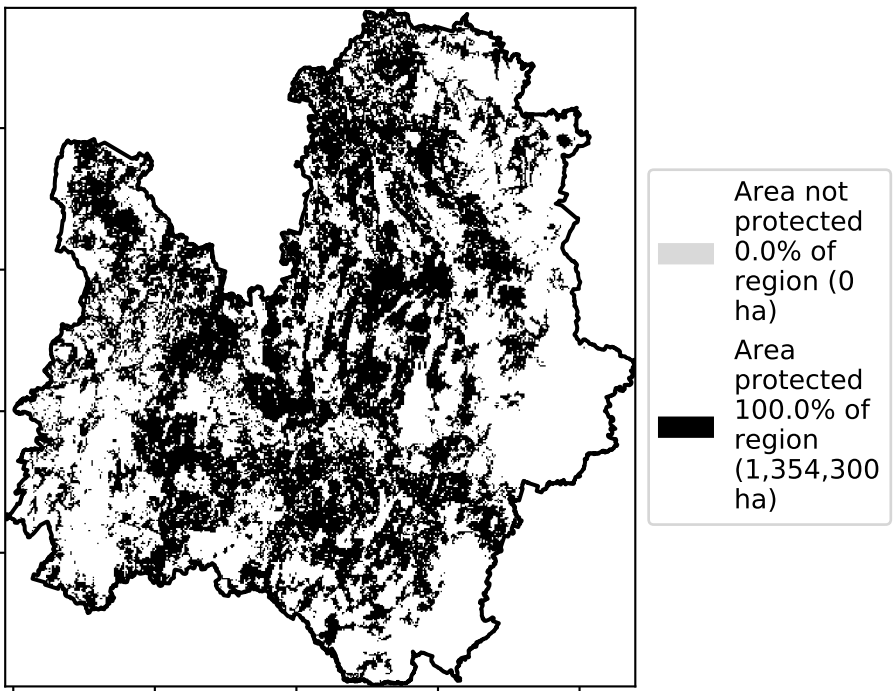 Area not
protected
0.0% of
region (0
ha)
Area
protected
100.0% of
region
(1,354,300
ha)